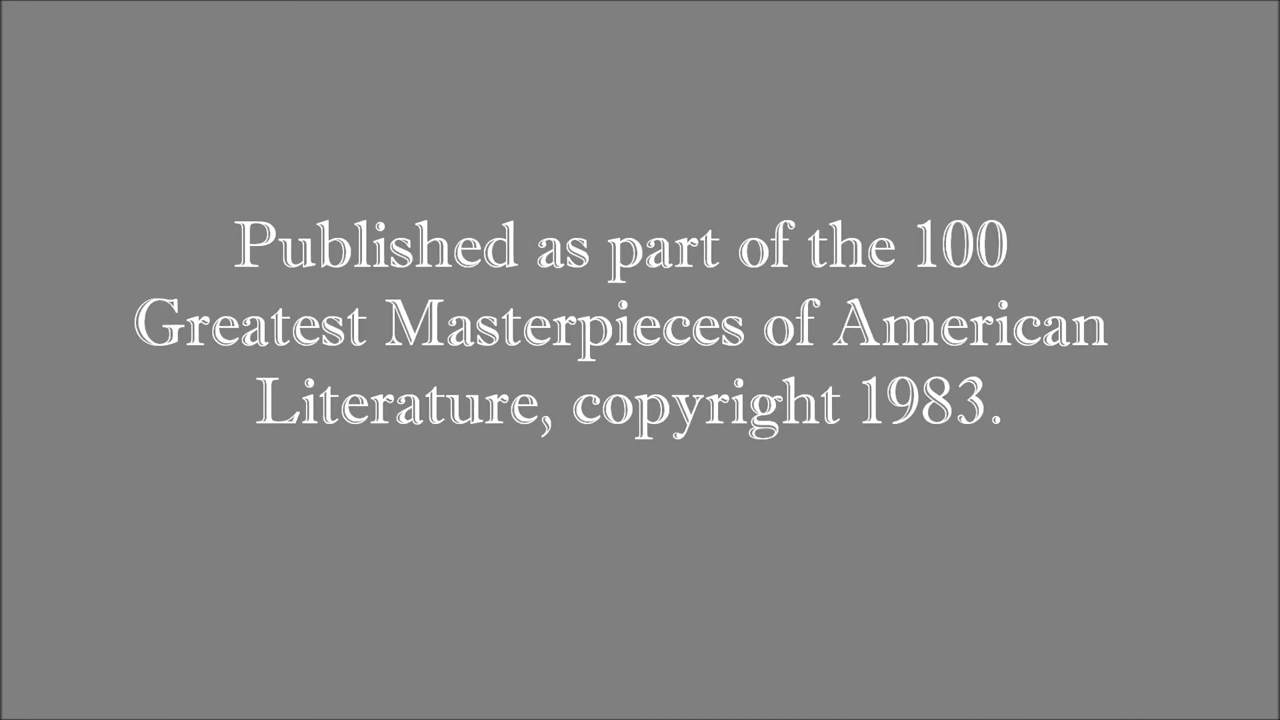 Published as part of the 100
Greatest Masterpieces of American
Literature, copyright 1983.